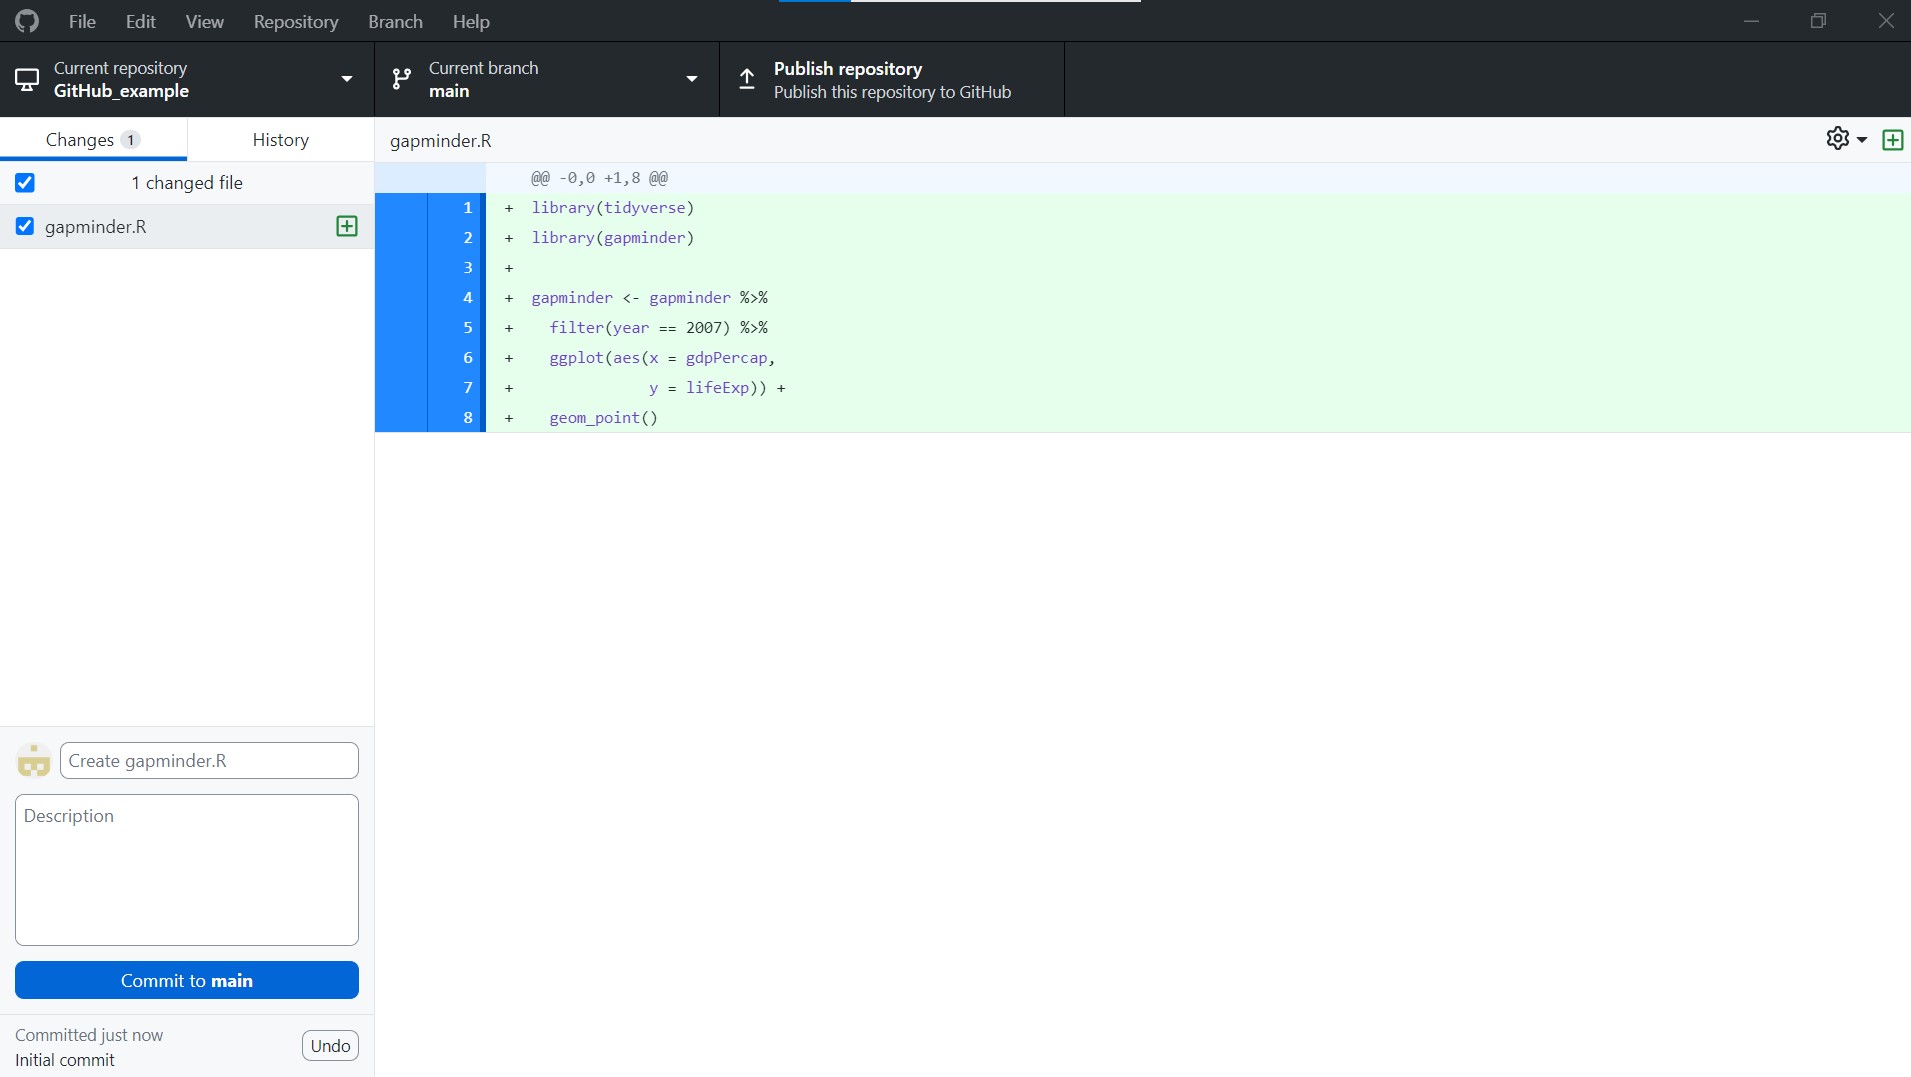 File Edit View Repository Branch Help
Current repository
GitHub_example
Current branch
main
Publish repository
Publish this repository to GitHub
Changes 1
History
gapminder.R
1 changed file
gapminder.R
@@ -0,0 +1,8 @@
1 + library(tidyverse)
2 + library(gapminder)
3 +
4 + gapminder <- gapminder %>%
5 +   filter(year == 2007) %>%
6 +   ggplot(aes(x = gdpPercap,
7 +              y = lifeExp)) +
8 +   geom_point()
Create gapminder.R
Description
Commit to main
Committed just now
Initial commit
Undo